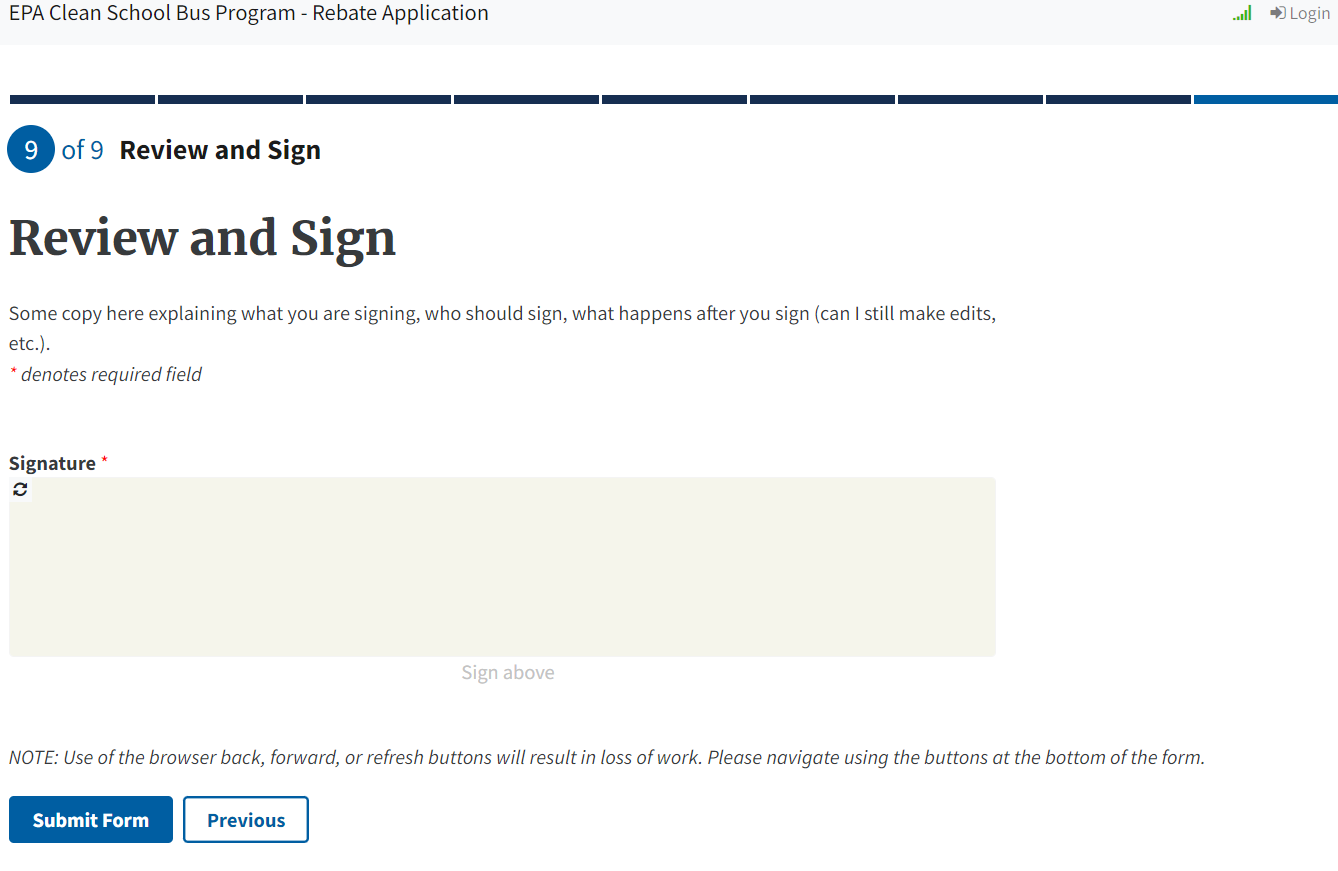 EPA Clean School Bus Program - Rebate Application
Login
9 of 9 Review and Sign
Review and Sign
Some copy here explaining what you are signing, who should sign, what happens after you sign (can I still make edits,
etc.).
* denotes required field
Signature *
Sign above
NOTE: Use of the browser back, forward, or refresh buttons will result in loss of work. Please navigate using the buttons at the bottom of the form.
Submit Form
Previous